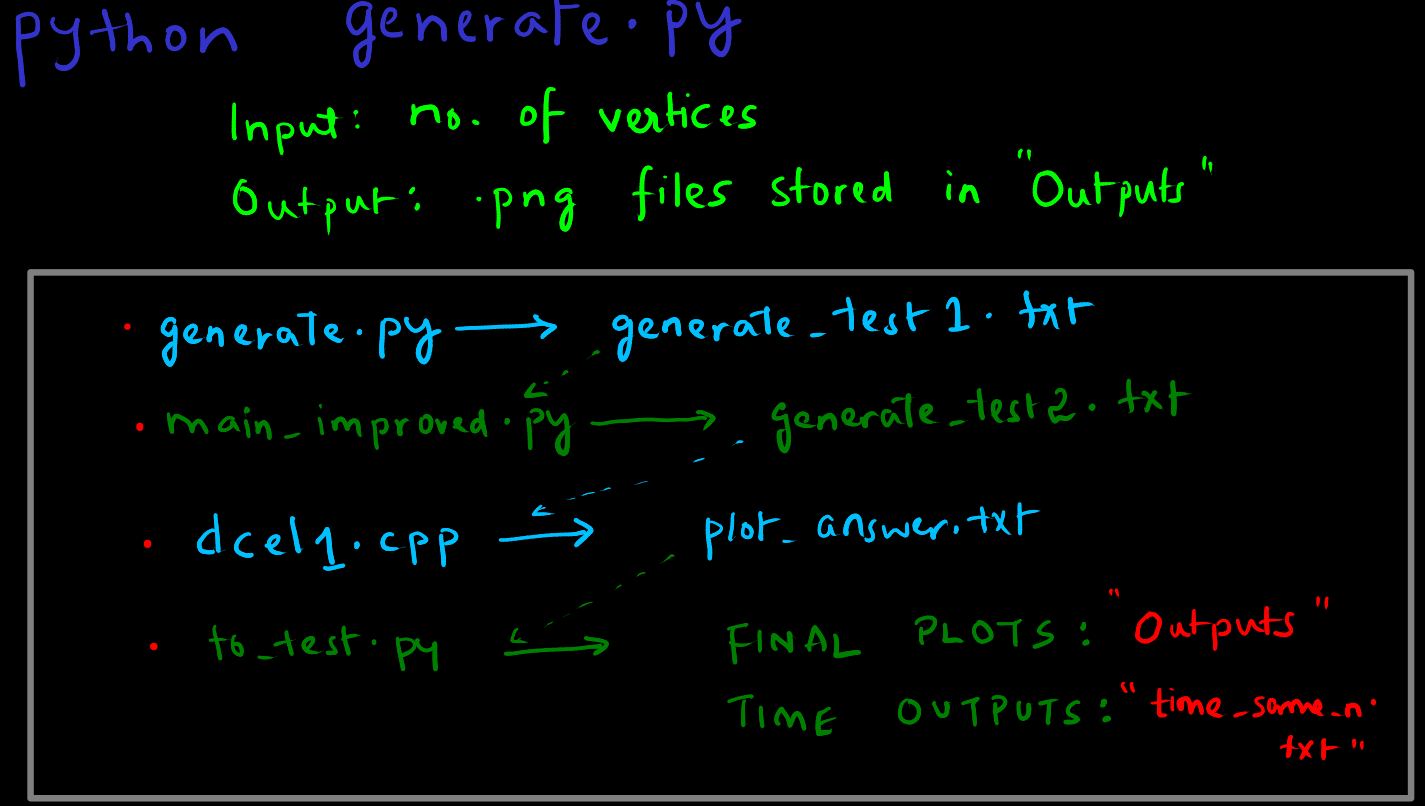 python generate.py
Input: no. of vertices
Output: .png files stored in "Outputs"
• generate.py → generate_test1.txt
• main_improved.py → generate_test2.txt
• dcel1.cpp → plot_answer.txt
• to_test.py → FINAL PLOTS: "Outputs"
TIME OUTPUTS: "time_same_n.
txt"